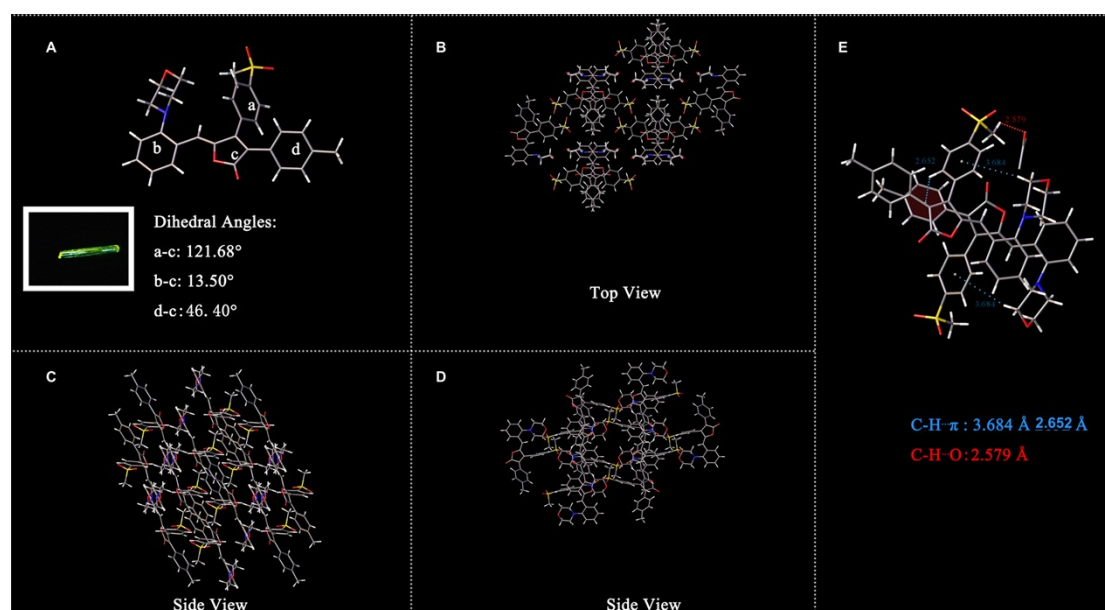 A
a
b
c
d
Dihedral Angles:
a-c: 121.68°
b-c: 13.50°
d-c: 46.40°
B
Top View
C
Side View
D
Side View
E
2.579
2.652
3.684
3.684
C-H···π : 3.684 Å 2.652 Å
C-H···O: 2.579 Å